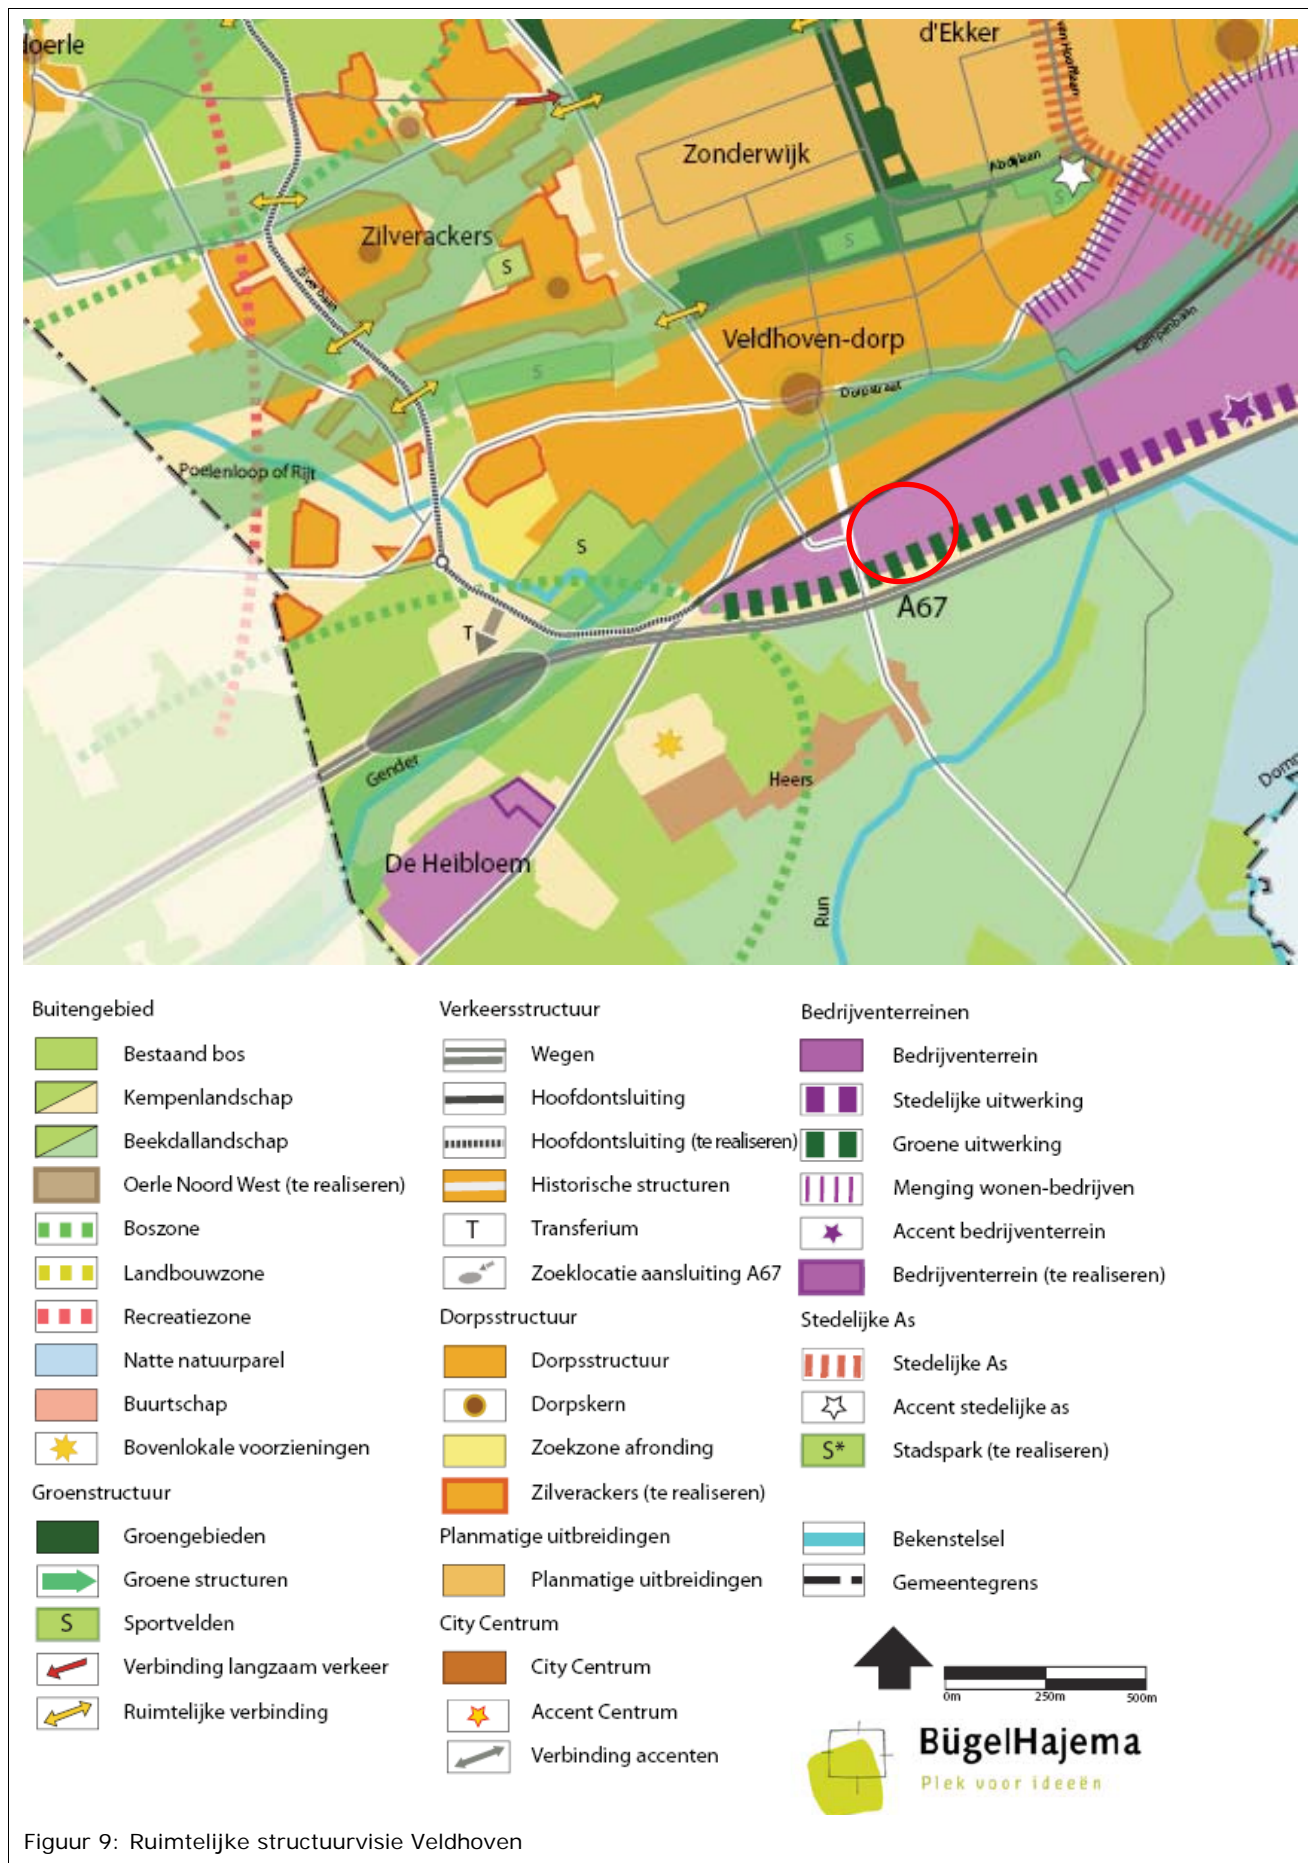 d'Ekker
van Hooflaan
Zonderwijk
Abdijlaan
S
Zilverackers
S
S
Zilverbaan
Veldhoven-dorp
Kempenbaan
S
Dorpstraat
Poelenloop of Rijt
S
A67
T
Gender
Heers
De Heibloem
Run
Buitengebied
Bestaand bos
Kempenlandschap
Beekdallandschap
Oerle Noord West (te realiseren)
Boszone
Landbouwzone
Recreatiezone
Natte natuurparel
Buurtschap
Bovenlokale voorzieningen
Groenstructuur
Groengebieden
Groene structuren
S Sportvelden
Verbinding langzaam verkeer
Ruimtelijke verbinding
Verkeersstructuur
Wegen
Hoofdontsluiting
Hoofdontsluiting (te realiseren)
Historische structuren
T Transferium
Zoeklocatie aansluiting A67
Dorpsstructuur
Dorpsstructuur
Dorpskern
Zoekzone afronding
Zilverackers (te realiseren)
Planmatige uitbreidingen
Planmatige uitbreidingen
City Centrum
City Centrum
Accent Centrum
Verbinding accenten
Bedrijventerreinen
Bedrijventerrein
Stedelijke uitwerking
Groene uitwerking
Menging wonen-bedrijven
Accent bedrijventerrein
Bedrijventerrein (te realiseren)
Stedelijke As
Stedelijke As
Accent stedelijke as
S* Stadspark (te realiseren)
Bekenstelsel
Gemeentegrens
0m 250m 500m
BügelHajema
Plek voor ideeën
Figuur 9: Ruimtelijke structuurvisie Veldhoven